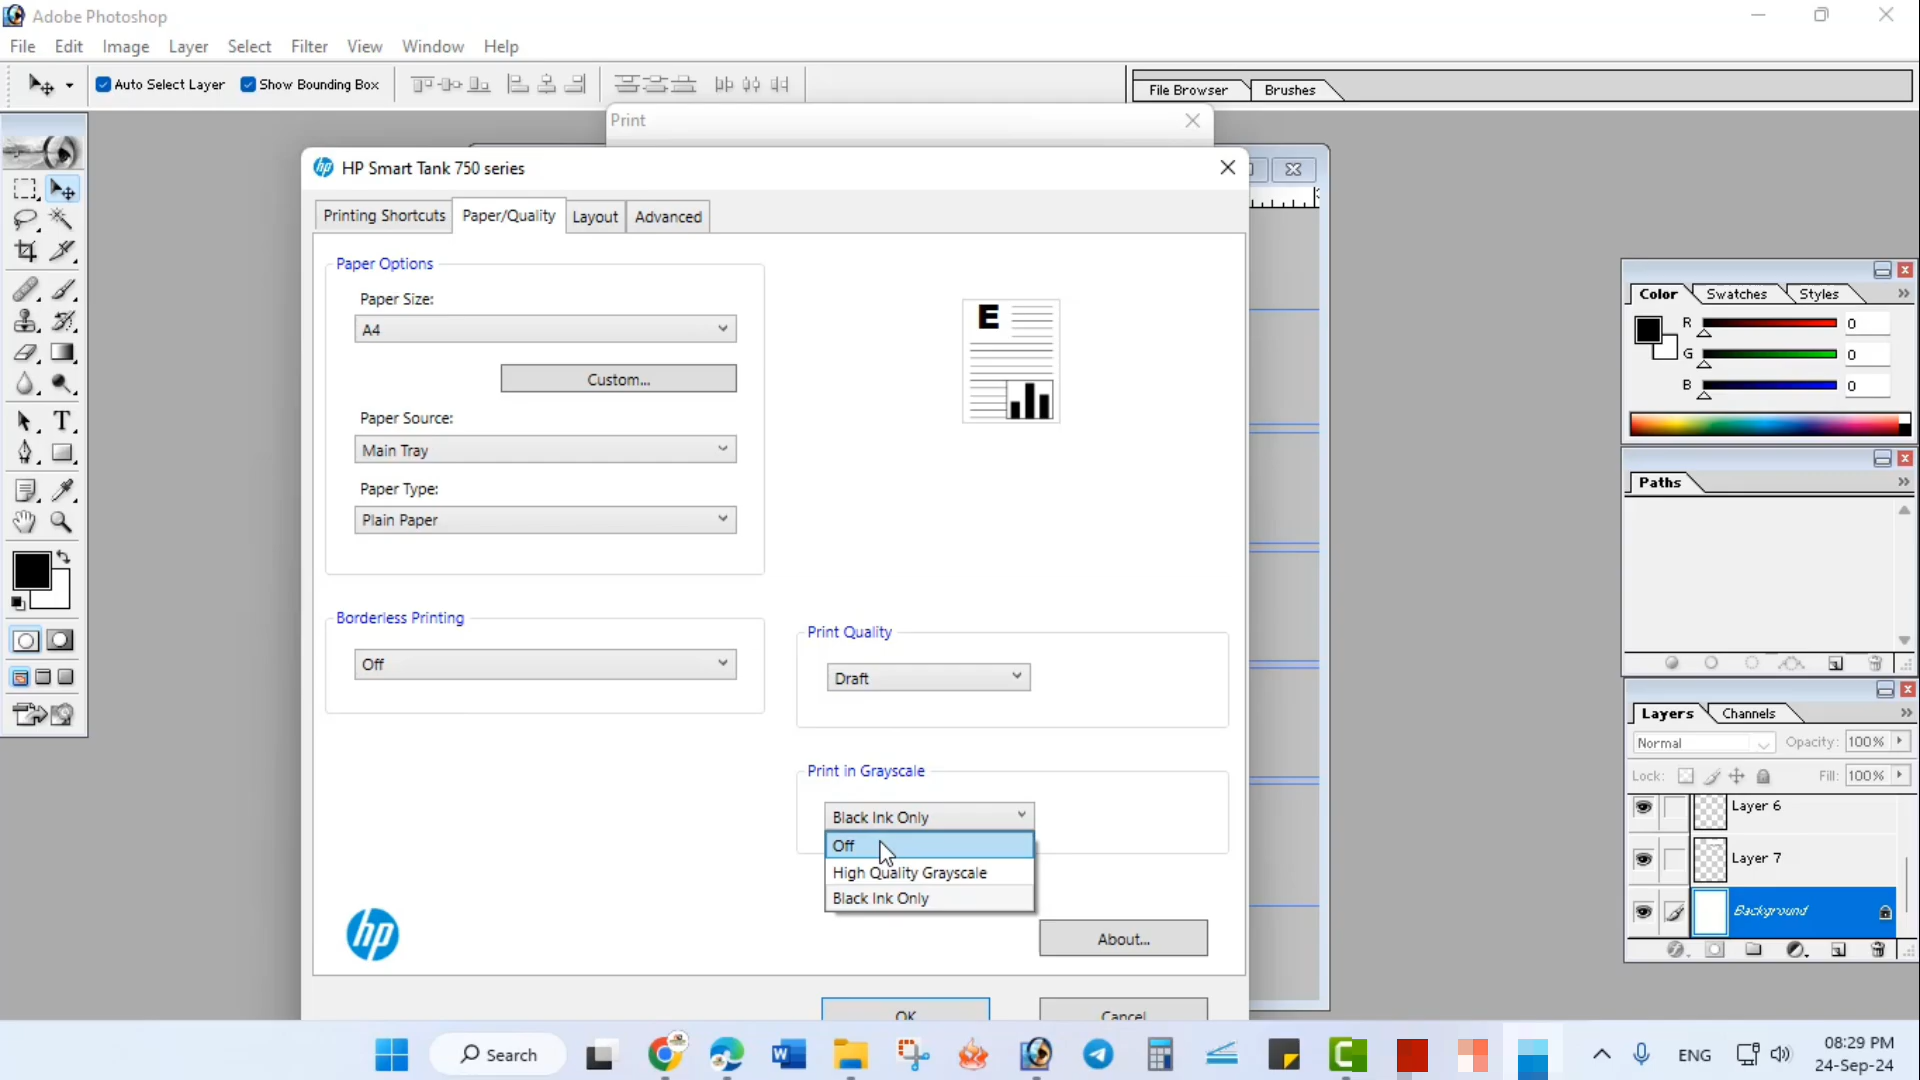 Adobe Photoshop
File Edit Image Layer Select Filter View Window Help
Auto Select Layer Show Bounding Box
File Browser Brushes
Print
HP Smart Tank 750 series
Printing Shortcuts Paper/Quality Layout Advanced
Paper Options
Paper Size:
A4
Custom...
Paper Source:
Main Tray
Paper Type:
Plain Paper
E
Borderless Printing
Off
Print Quality
Draft
Print in Grayscale
Black Ink Only
Off
High Quality Grayscale
Black Ink Only
hp
About...
OK Cancel
Color Swatches Styles
R 0
G 0
B 0
Paths
Layers Channels
Normal Opacity: 100%
Lock: Fill: 100%
Layer 6
Layer 7
Background
Search
ENG
08:29 PM
24-Sep-24